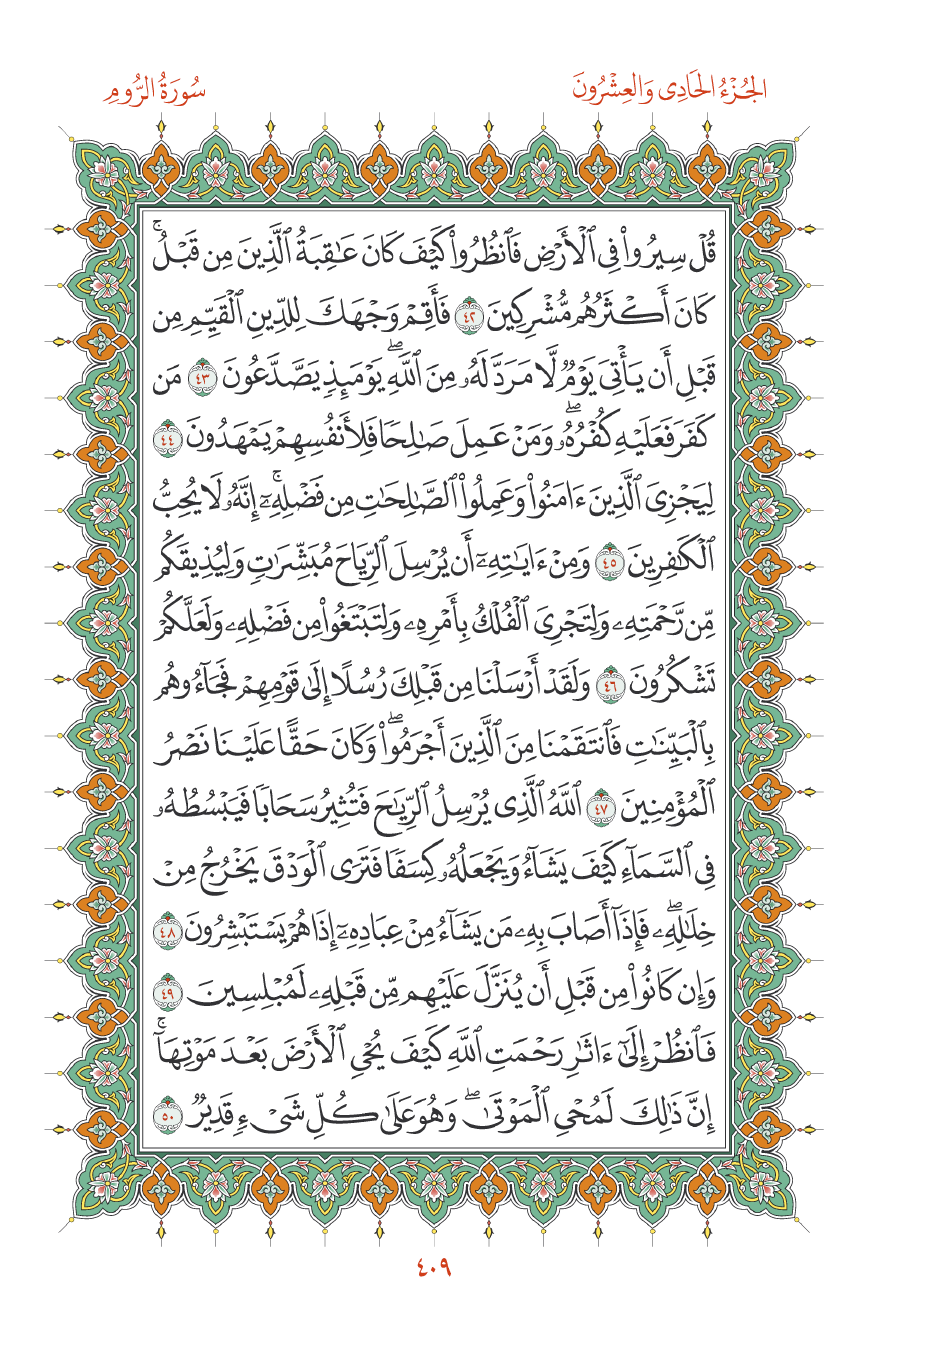 الجُزْءُ الحَادِى وَالعِشْرُونَ
سُورَةُ الرُّومِ
قُلْ سِيرُوا۟ فِى ٱلْأَرْضِ فَٱنظُرُوا۟ كَيْفَ كَانَ عَـٰقِبَةُ ٱلَّذِينَ مِن قَبْلُ ۚ
كَانَ أَكْثَرُهُم مُّشْرِكِينَ ٤٢ فَأَقِمْ وَجْهَكَ لِلدِّينِ ٱلْقَيِّمِ مِن
قَبْلِ أَن يَأْتِىَ يَوْمٌ لَّا مَرَدَّ لَهُۥ مِنَ ٱللَّهِ ۖ يَوْمَئِذٍ يَصَّدَّعُونَ ٤٣ مَن
كَفَرَ فَعَلَيْهِ كُفْرُهُۥ ۖ وَمَنْ عَمِلَ صَـٰلِحًا فَلِأَنفُسِهِمْ يَمْهَدُونَ ٤٤
لِيَجْزِىَ ٱلَّذِينَ ءَامَنُوا۟ وَعَمِلُوا۟ ٱلصَّـٰلِحَـٰتِ مِن فَضْلِهِۦٓ ۚ إِنَّهُۥ لَا يُحِبُّ
ٱلْكَـٰفِرِينَ ٤٥ وَمِنْ ءَايَـٰتِهِۦٓ أَن يُرْسِلَ ٱلرِّيَاحَ مُبَشِّرَٰتٍ وَلِيُذِيقَكُم
مِّن رَّحْمَتِهِۦ وَلِتَجْرِىَ ٱلْفُلْكُ بِأَمْرِهِۦ وَلِتَبْتَغُوا۟ مِن فَضْلِهِۦ وَلَعَلَّكُمْ
تَشْكُرُونَ ٤٦ وَلَقَدْ أَرْسَلْنَا مِن قَبْلِكَ رُسُلًا إِلَىٰ قَوْمِهِمْ فَجَآءُوهُم
بِٱلْبَيِّنَـٰتِ فَٱنتَقَمْنَا مِنَ ٱلَّذِينَ أَجْرَمُوا۟ ۖ وَكَانَ حَقًّا عَلَيْنَا نَصْرُ
ٱلْمُؤْمِنِينَ ٤٧ ٱللَّهُ ٱلَّذِى يُرْسِلُ ٱلرِّيَـٰحَ فَتُثِيرُ سَحَابًا فَيَبْسُطُهُۥ
فِى ٱلسَّمَآءِ كَيْفَ يَشَآءُ وَيَجْعَلُهُۥ كِسَفًا فَتَرَى ٱلْوَدْقَ يَخْرُجُ مِنْ
خِلَـٰلِهِۦ ۖ فَإِذَآ أَصَابَ بِهِۦ مَن يَشَآءُ مِنْ عِبَادِهِۦٓ إِذَا هُمْ يَسْتَبْشِرُونَ ٤٨
وَإِن كَانُوا۟ مِن قَبْلِ أَن يُنَزَّلَ عَلَيْهِم مِّن قَبْلِهِۦ لَمُبْلِسِينَ ٤٩
فَٱنظُرْ إِلَىٰٓ ءَاثَـٰرِ رَحْمَتِ ٱللَّهِ كَيْفَ يُحْىِ ٱلْأَرْضَ بَعْدَ مَوْتِهَآ ۚ
إِنَّ ذَٰلِكَ لَمُحْىِ ٱلْمَوْتَىٰ ۖ وَهُوَ عَلَىٰ كُلِّ شَىْءٍ قَدِيرٌ ٥٠
٤٠٩